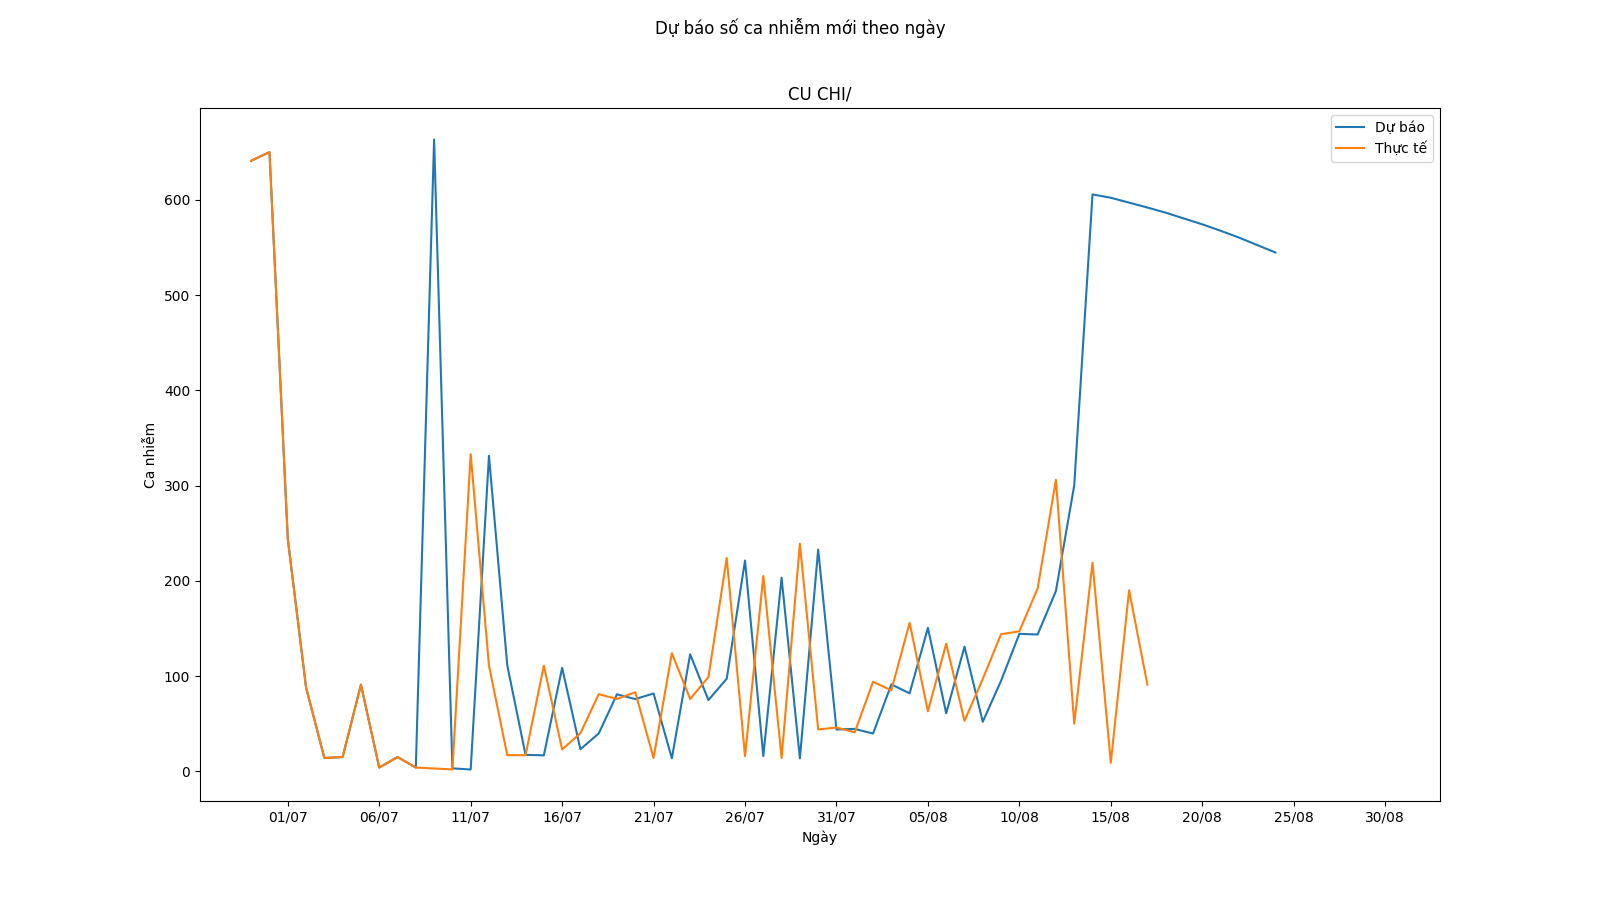 Dự báo số ca nhiễm mới theo ngày
CU CHI/
Dự báo
Thực tế
600
500
400
300
200
100
0
Ca nhiễm
01/07 06/07 11/07 16/07 21/07 26/07 31/07 05/08 10/08 15/08 20/08 25/08 30/08
Ngày